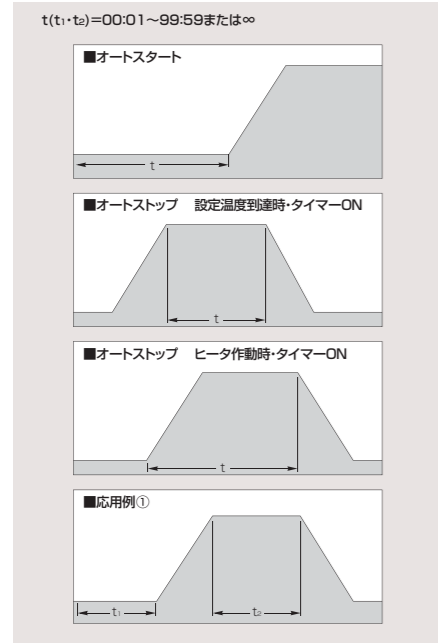 t(t₁・t₂)=00:01〜99:59または∞
■オートスタート
t
■オートストップ 設定温度到達時・タイマーON
t
■オートストップ ヒータ作動時・タイマーON
t
■応用例①
t₁ t₂